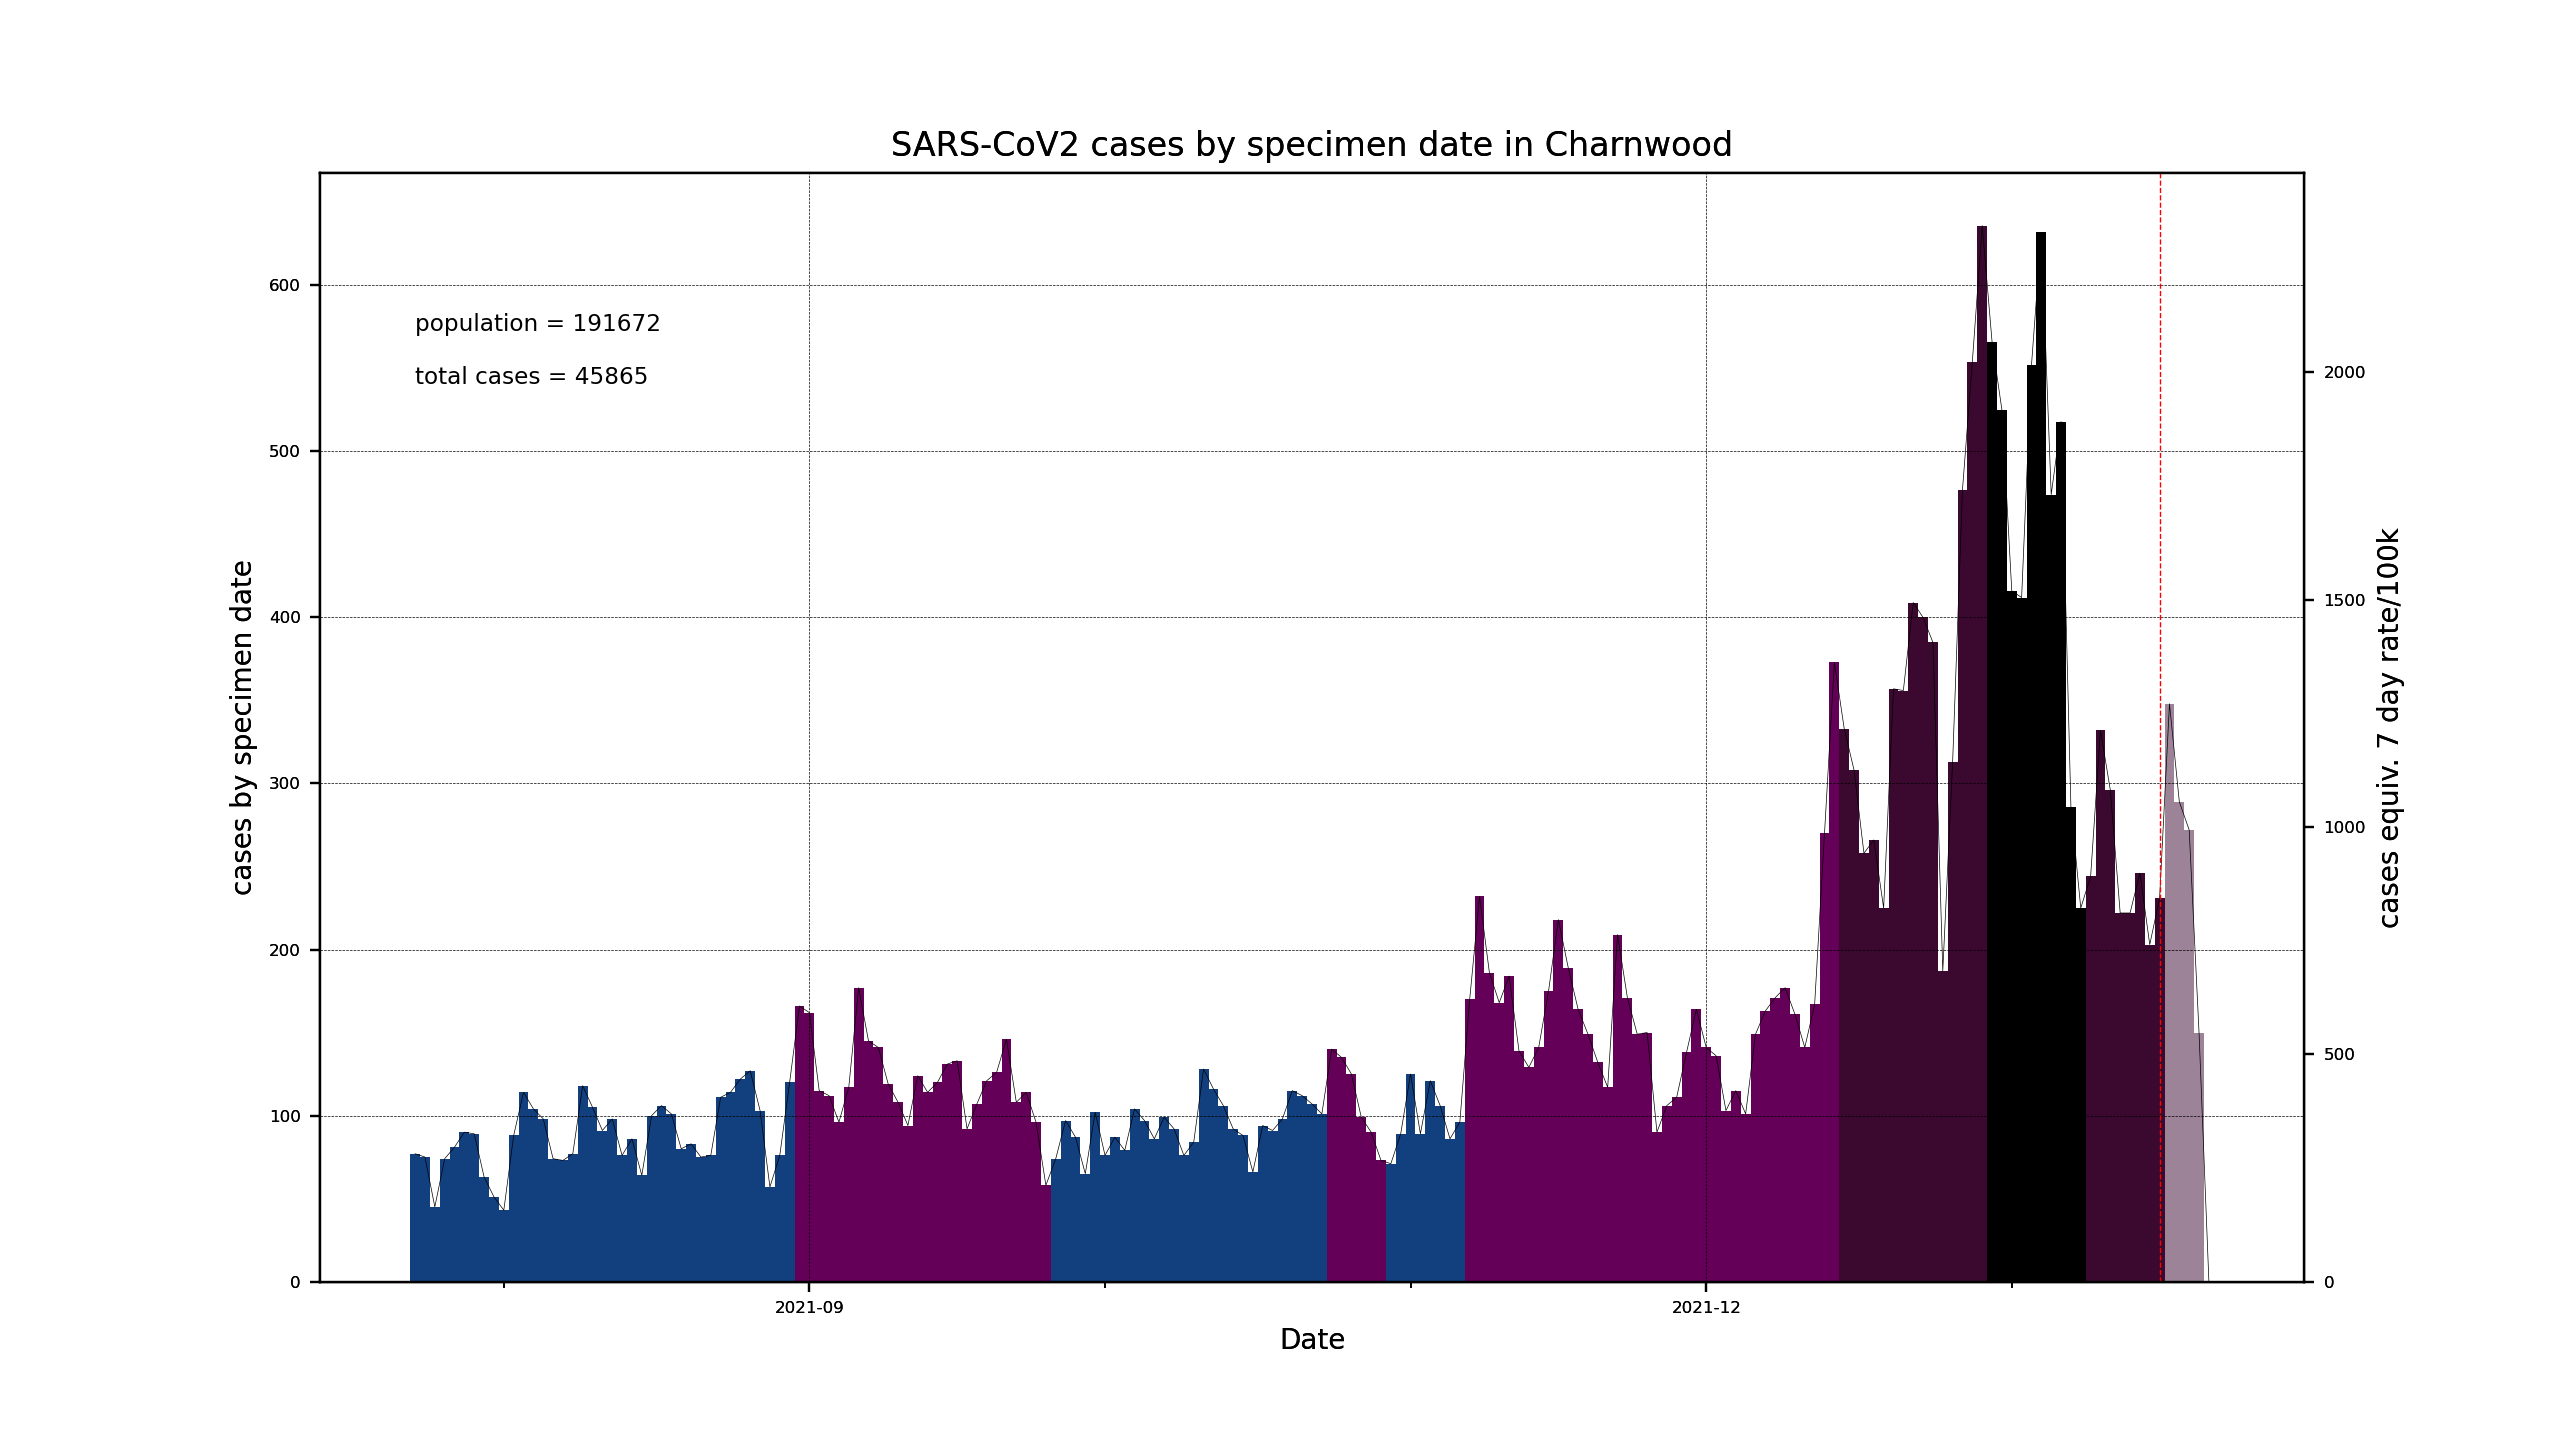 SARS-CoV2 cases by specimen date in Charnwood
population = 191672
total cases = 45865
cases by specimen date
600
500
400
300
200
100
0
cases equiv. 7 day rate/100k
2000
1500
1000
500
0
2021-09
2021-12
Date